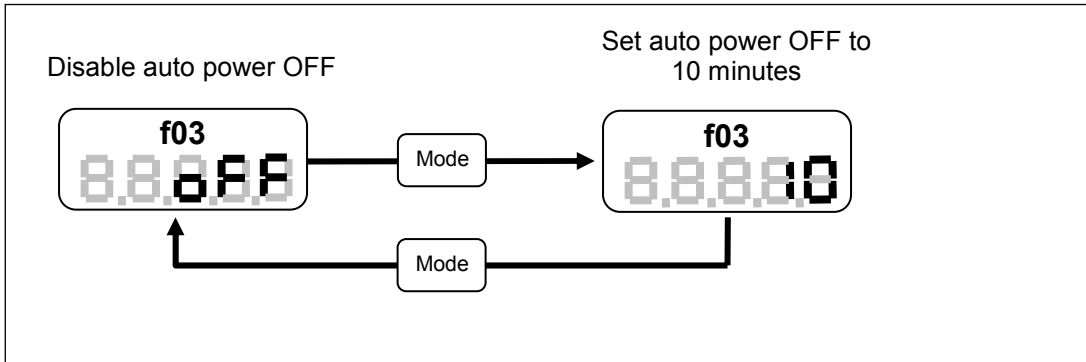 Disable auto power OFF
Set auto power OFF to
10 minutes
f03
oFF
Mode
f03
10
Mode